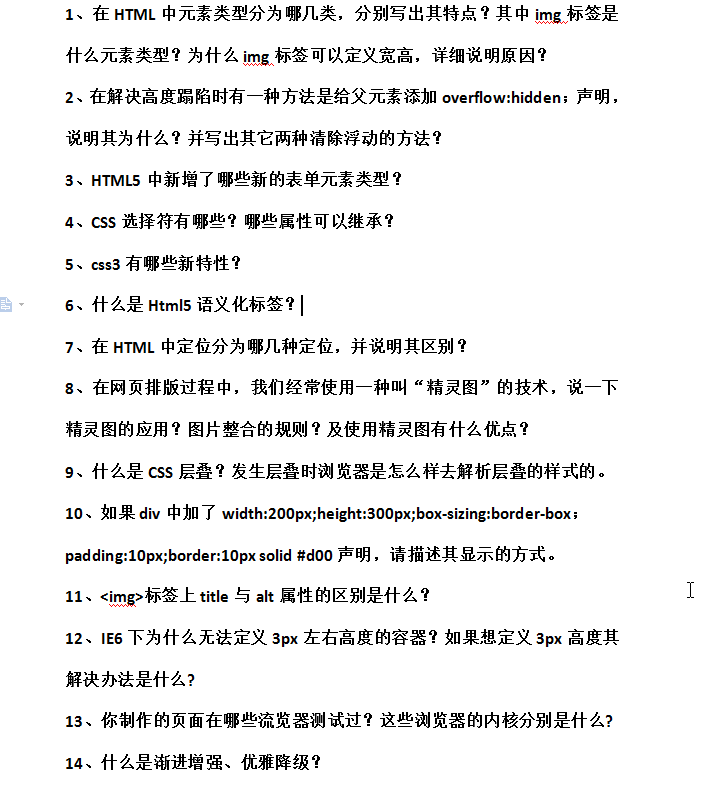 1、在 HTML 中元素类型分为哪几类，分别写出其特点？其中 img 标签是
什么元素类型？为什么 img 标签可以定义宽高，详细说明原因？
2、在解决高度蹋陷时有一种方法是给父元素添加 overflow:hidden；声明，
说明其为什么？并写出其它两种清除浮动的方法？
3、HTML5 中新增了哪些新的表单元素类型？
4、CSS 选择符有哪些？哪些属性可以继承？
5、css3 有哪些新特性？
6、什么是 Html5 语义化标签？
7、在 HTML 中定位分为哪几种定位，并说明其区别？
8、在网页排版过程中，我们经常使用一种叫“精灵图”的技术，说一下
精灵图的应用？图片整合的规则？及使用精灵图有什么优点？
9、什么是 CSS 层叠？发生层叠时浏览器是怎么样去解析层叠的样式的。
10、如果 div 中加了 width:200px;height:300px;box-sizing:border-box；
padding:10px;border:10px solid #d00 声明，请描述其显示的方式。
11、<img>标签上 title 与 alt 属性的区别是什么？
12、IE6 下为什么无法定义 3px 左右高度的容器？如果想定义 3px 高度其
解决办法是什么?
13、你制作的页面在哪些流览器测试过？这些浏览器的内核分别是什么?
14、什么是渐进增强、优雅降级？